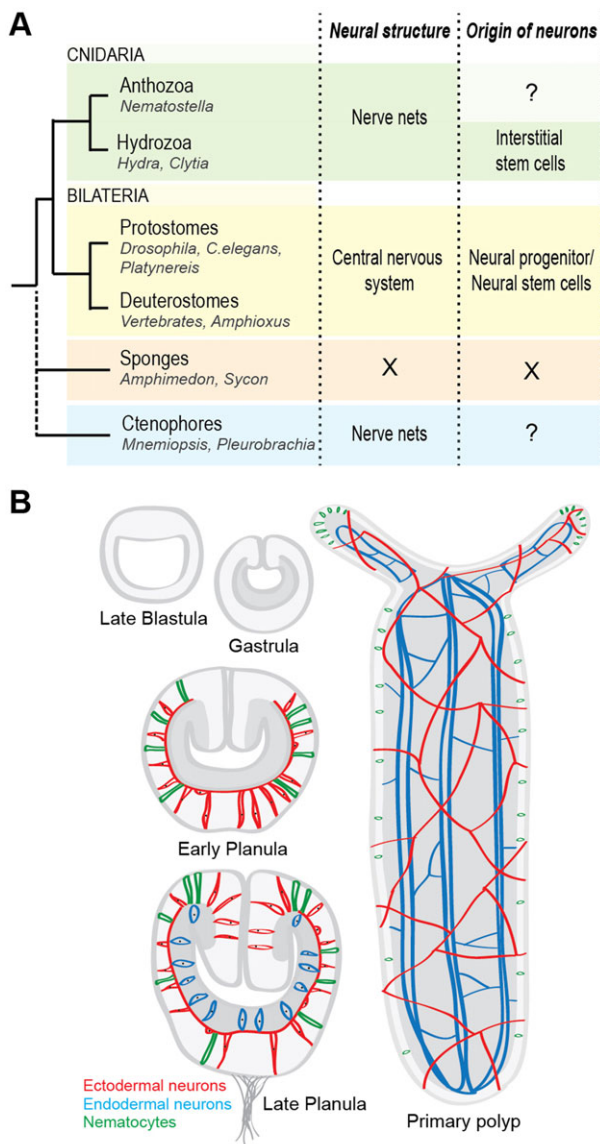 A
Neural structure
Origin of neurons
CNIDARIA
Anthozoa
Nematostella
?
Nerve nets
Hydrozoa
Hydra, Clytia
Interstitial
stem cells
BILATERIA
Protostomes
Drosophila, C.elegans,
Platynereis
Central nervous
system
Neural progenitor/
Neural stem cells
Deuterostomes
Vertebrates, Amphioxus
Sponges
Amphimedon, Sycon
X
X
Ctenophores
Mnemiopsis, Pleurobrachia
Nerve nets
?
B
Late Blastula
Gastrula
Early Planula
Ectodermal neurons
Endodermal neurons
Nematocytes
Late Planula
Primary polyp